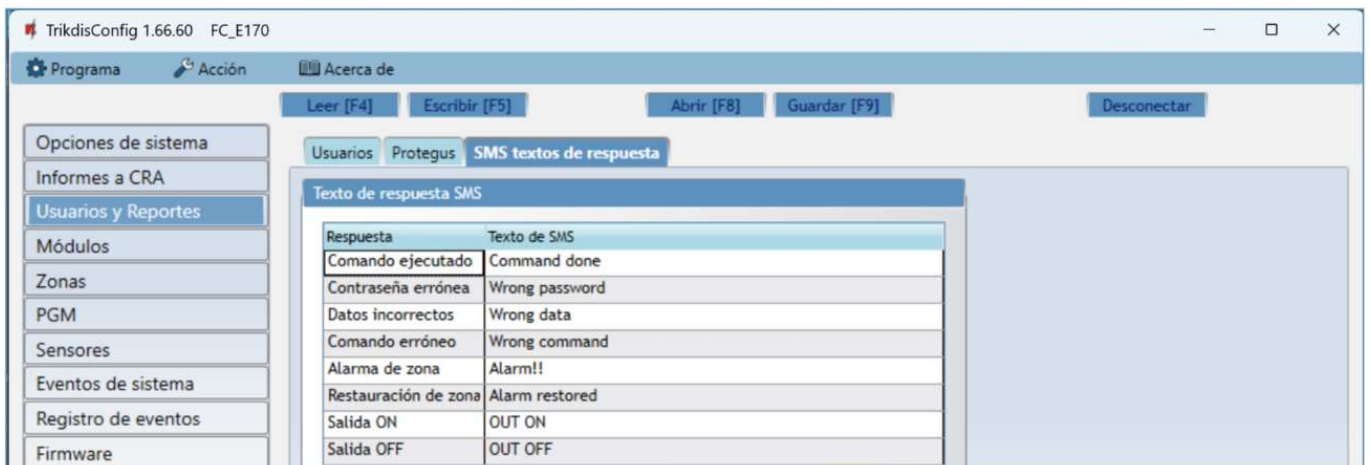 TrikdisConfig 1.66.60 FC_E170
Programa Acción Acerca de
Leer [F4] Escribir [F5] Abrir [F8] Guardar [F9] Desconectar
Opciones de sistema
Informes a CRA
Usuarios y Reportes
Módulos
Zonas
PGM
Sensores
Eventos de sistema
Registro de eventos
Firmware
Usuarios Protegus SMS textos de respuesta
Texto de respuesta SMS
Respuesta Texto de SMS
Comando ejecutado Command done
Contraseña errónea Wrong password
Datos incorrectos Wrong data
Comando erróneo Wrong command
Alarma de zona Alarm!!
Restauración de zona Alarm restored
Salida ON OUT ON
Salida OFF OUT OFF